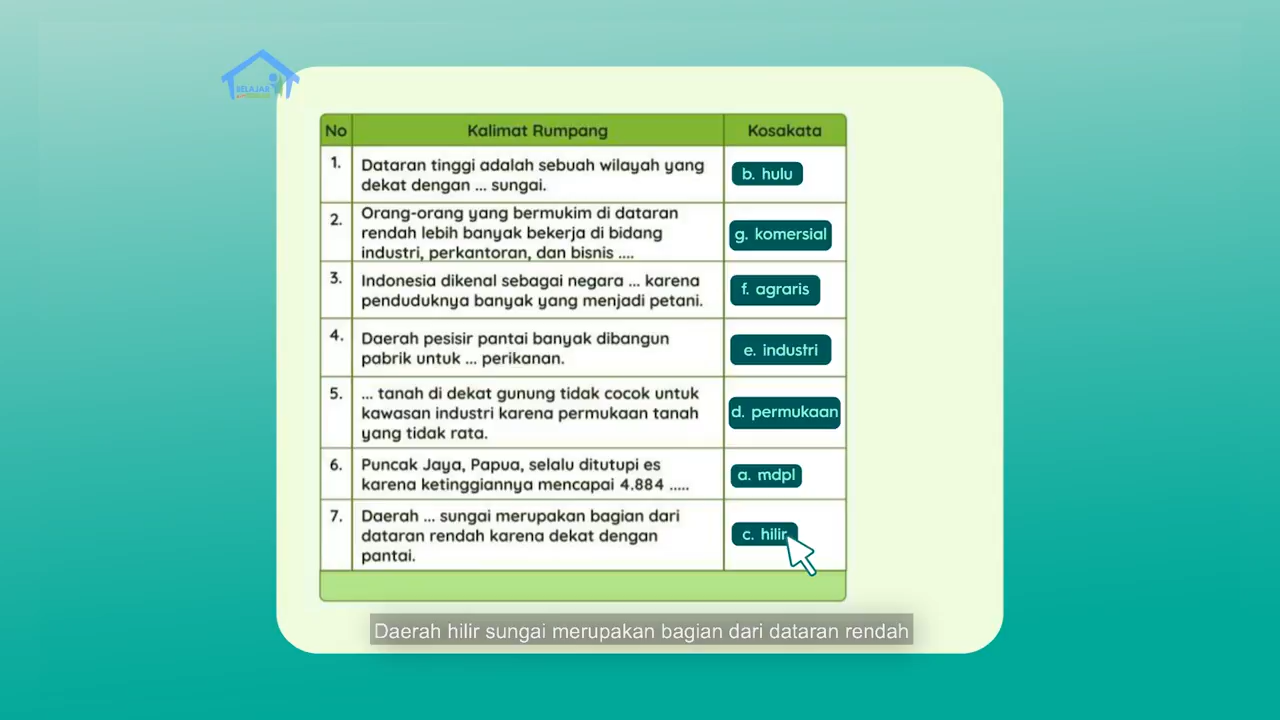 BELAJAR
No Kalimat Rumpang Kosakata
1. Dataran tinggi adalah sebuah wilayah yang
dekat dengan ... sungai.
b. hulu
2. Orang-orang yang bermukim di dataran
rendah lebih banyak bekerja di bidang
industri, perkantoran, dan bisnis ....
g. komersial
3. Indonesia dikenal sebagai negara ... karena
penduduknya banyak yang menjadi petani.
f. agraris
4. Daerah pesisir pantai banyak dibangun
pabrik untuk ... perikanan.
e. industri
5. ... tanah di dekat gunung tidak cocok untuk
kawasan industri karena permukaan tanah
yang tidak rata.
d. permukaan
6. Puncak Jaya, Papua, selalu ditutupi es
karena ketinggiannya mencapai 4.884 .....
a. mdpl
7. Daerah ... sungai merupakan bagian dari
dataran rendah karena dekat dengan
pantai.
c. hilir
Daerah hilir sungai merupakan bagian dari dataran rendah